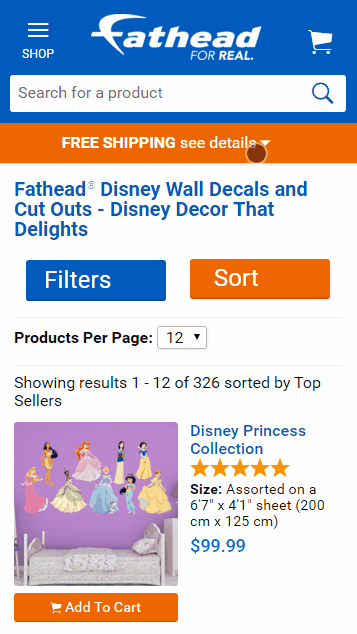 SHOP
Fathead
FOR REAL.
Search for a product
FREE SHIPPING see details
Fathead® Disney Wall Decals and
Cut Outs - Disney Decor That
Delights
Filters
Sort
Products Per Page: 12
Showing results 1 - 12 of 326 sorted by Top
Sellers
Disney Princess
Collection
Size: Assorted on a
6'7" x 4'1" sheet (200
cm x 125 cm)
$99.99
Add To Cart